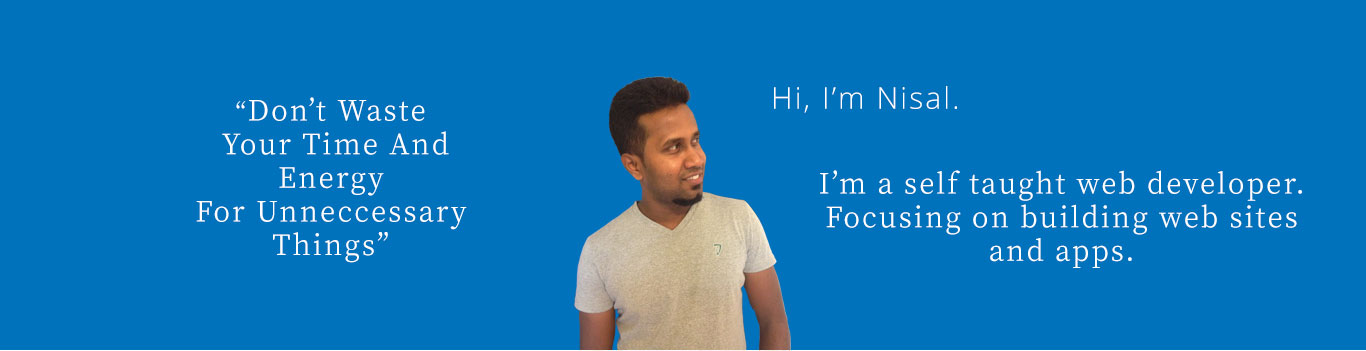 “Don’t Waste
Your Time And
Energy
For Unneccessary
Things”
Hi, I’m Nisal.
I’m a self taught web developer.
Focusing on building web sites
and apps.